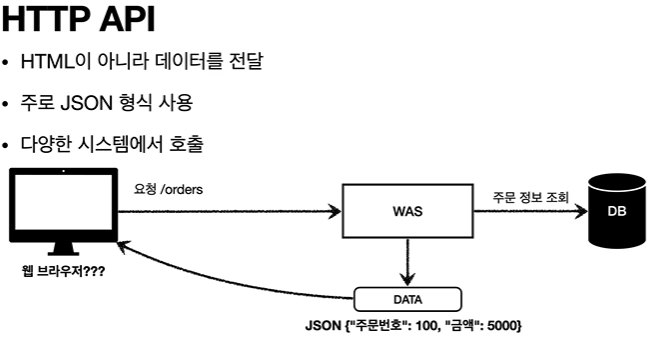 HTTP API
• HTML이 아니라 데이터를 전달
• 주로 JSON 형식 사용
• 다양한 시스템에서 호출
요청 /orders
주문 정보 조회
WAS
DB
웹 브라우저???
DATA
JSON {"주문번호": 100, "금액": 5000}